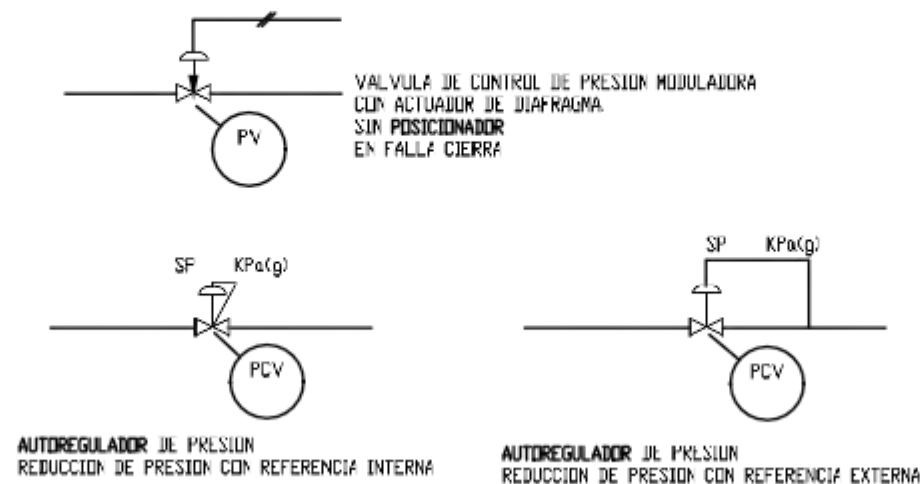 PV
VALVULA DE CONTROL DE PRESION MODULADORA
CON ACTUADOR DE DIAFRAGMA
SIN POSICIONADOR
EN FALLA CIERRA
SP KPa(g)
PCV
AUTOREGULADOR DE PRESION
REDUCCION DE PRESION CON REFERENCIA INTERNA
SP KPa(g)
PCV
AUTOREGULADOR DE PRESION
REDUCCION DE PRESION CON REFERENCIA EXTERNA